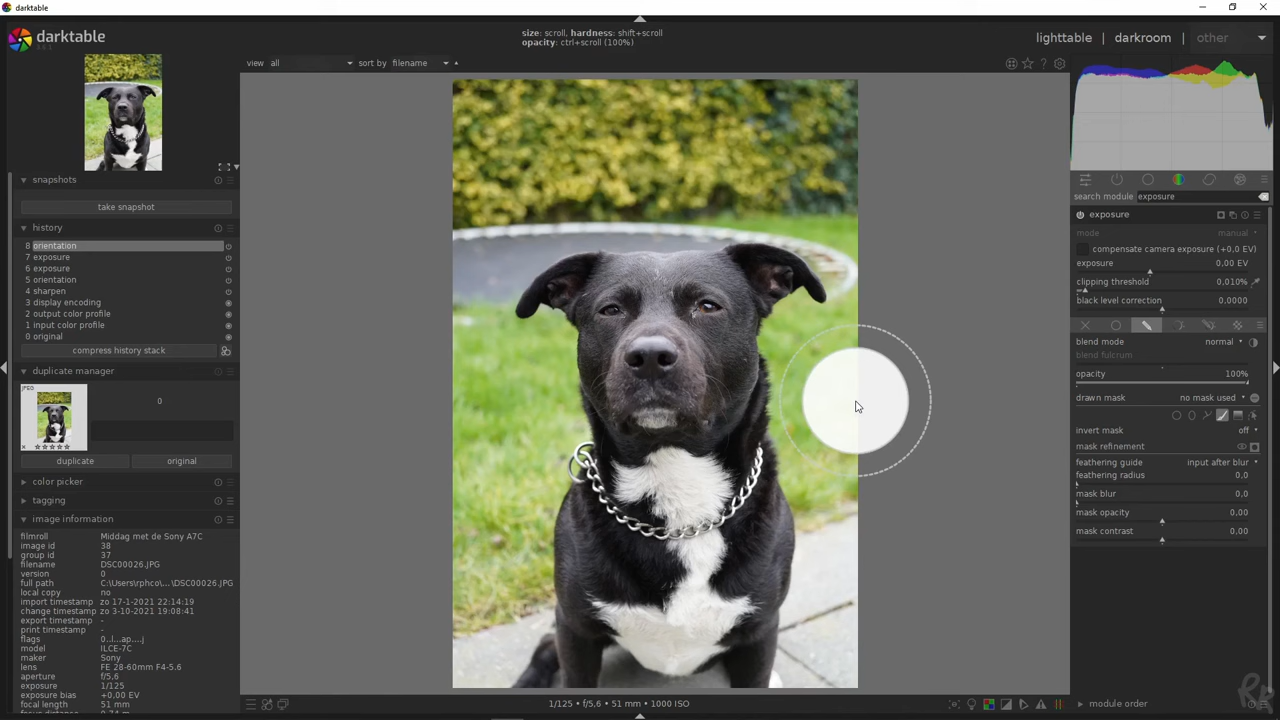 darktable
darktable
3.6.1
size: scroll, hardness: shift+scroll
opacity: ctrl+scroll (100%)
lighttable | darkroom | other
view all sort by filename
snapshots
take snapshot
history
8 orientation
7 exposure
6 exposure
5 orientation
4 sharpen
3 display encoding
2 output color profile
1 input color profile
0 original
compress history stack
duplicate manager
JPEG
0
duplicate original
color picker
tagging
image information
filmroll Middag met de Sony A7C
image id 38
group id 37
filename DSC00026.JPG
version 0
full path C:\Users\rphco\...\DSC00026.JPG
local copy no
import timestamp zo 17-1-2021 22:14:19
change timestamp zo 3-10-2021 19:08:41
export timestamp -
print timestamp -
flags 0..l...ap....j
model ILCE-7C
maker Sony
lens FE 28-60mm F4-5.6
aperture f/5,6
exposure 1/125
exposure bias +0,00 EV
focal length 51 mm
1/125 • f/5,6 • 51 mm • 1000 ISO
search module exposure
exposure
mode manual
compensate camera exposure (+0,0 EV)
exposure 0,00 EV
clipping threshold 0,010%
black level correction 0,0000
blend mode normal
blend fulcrum
opacity 100%
drawn mask no mask used
invert mask off
mask refinement
feathering guide input after blur
feathering radius 0,0
mask blur 0,0
mask opacity 0,00
mask contrast 0,00
module order